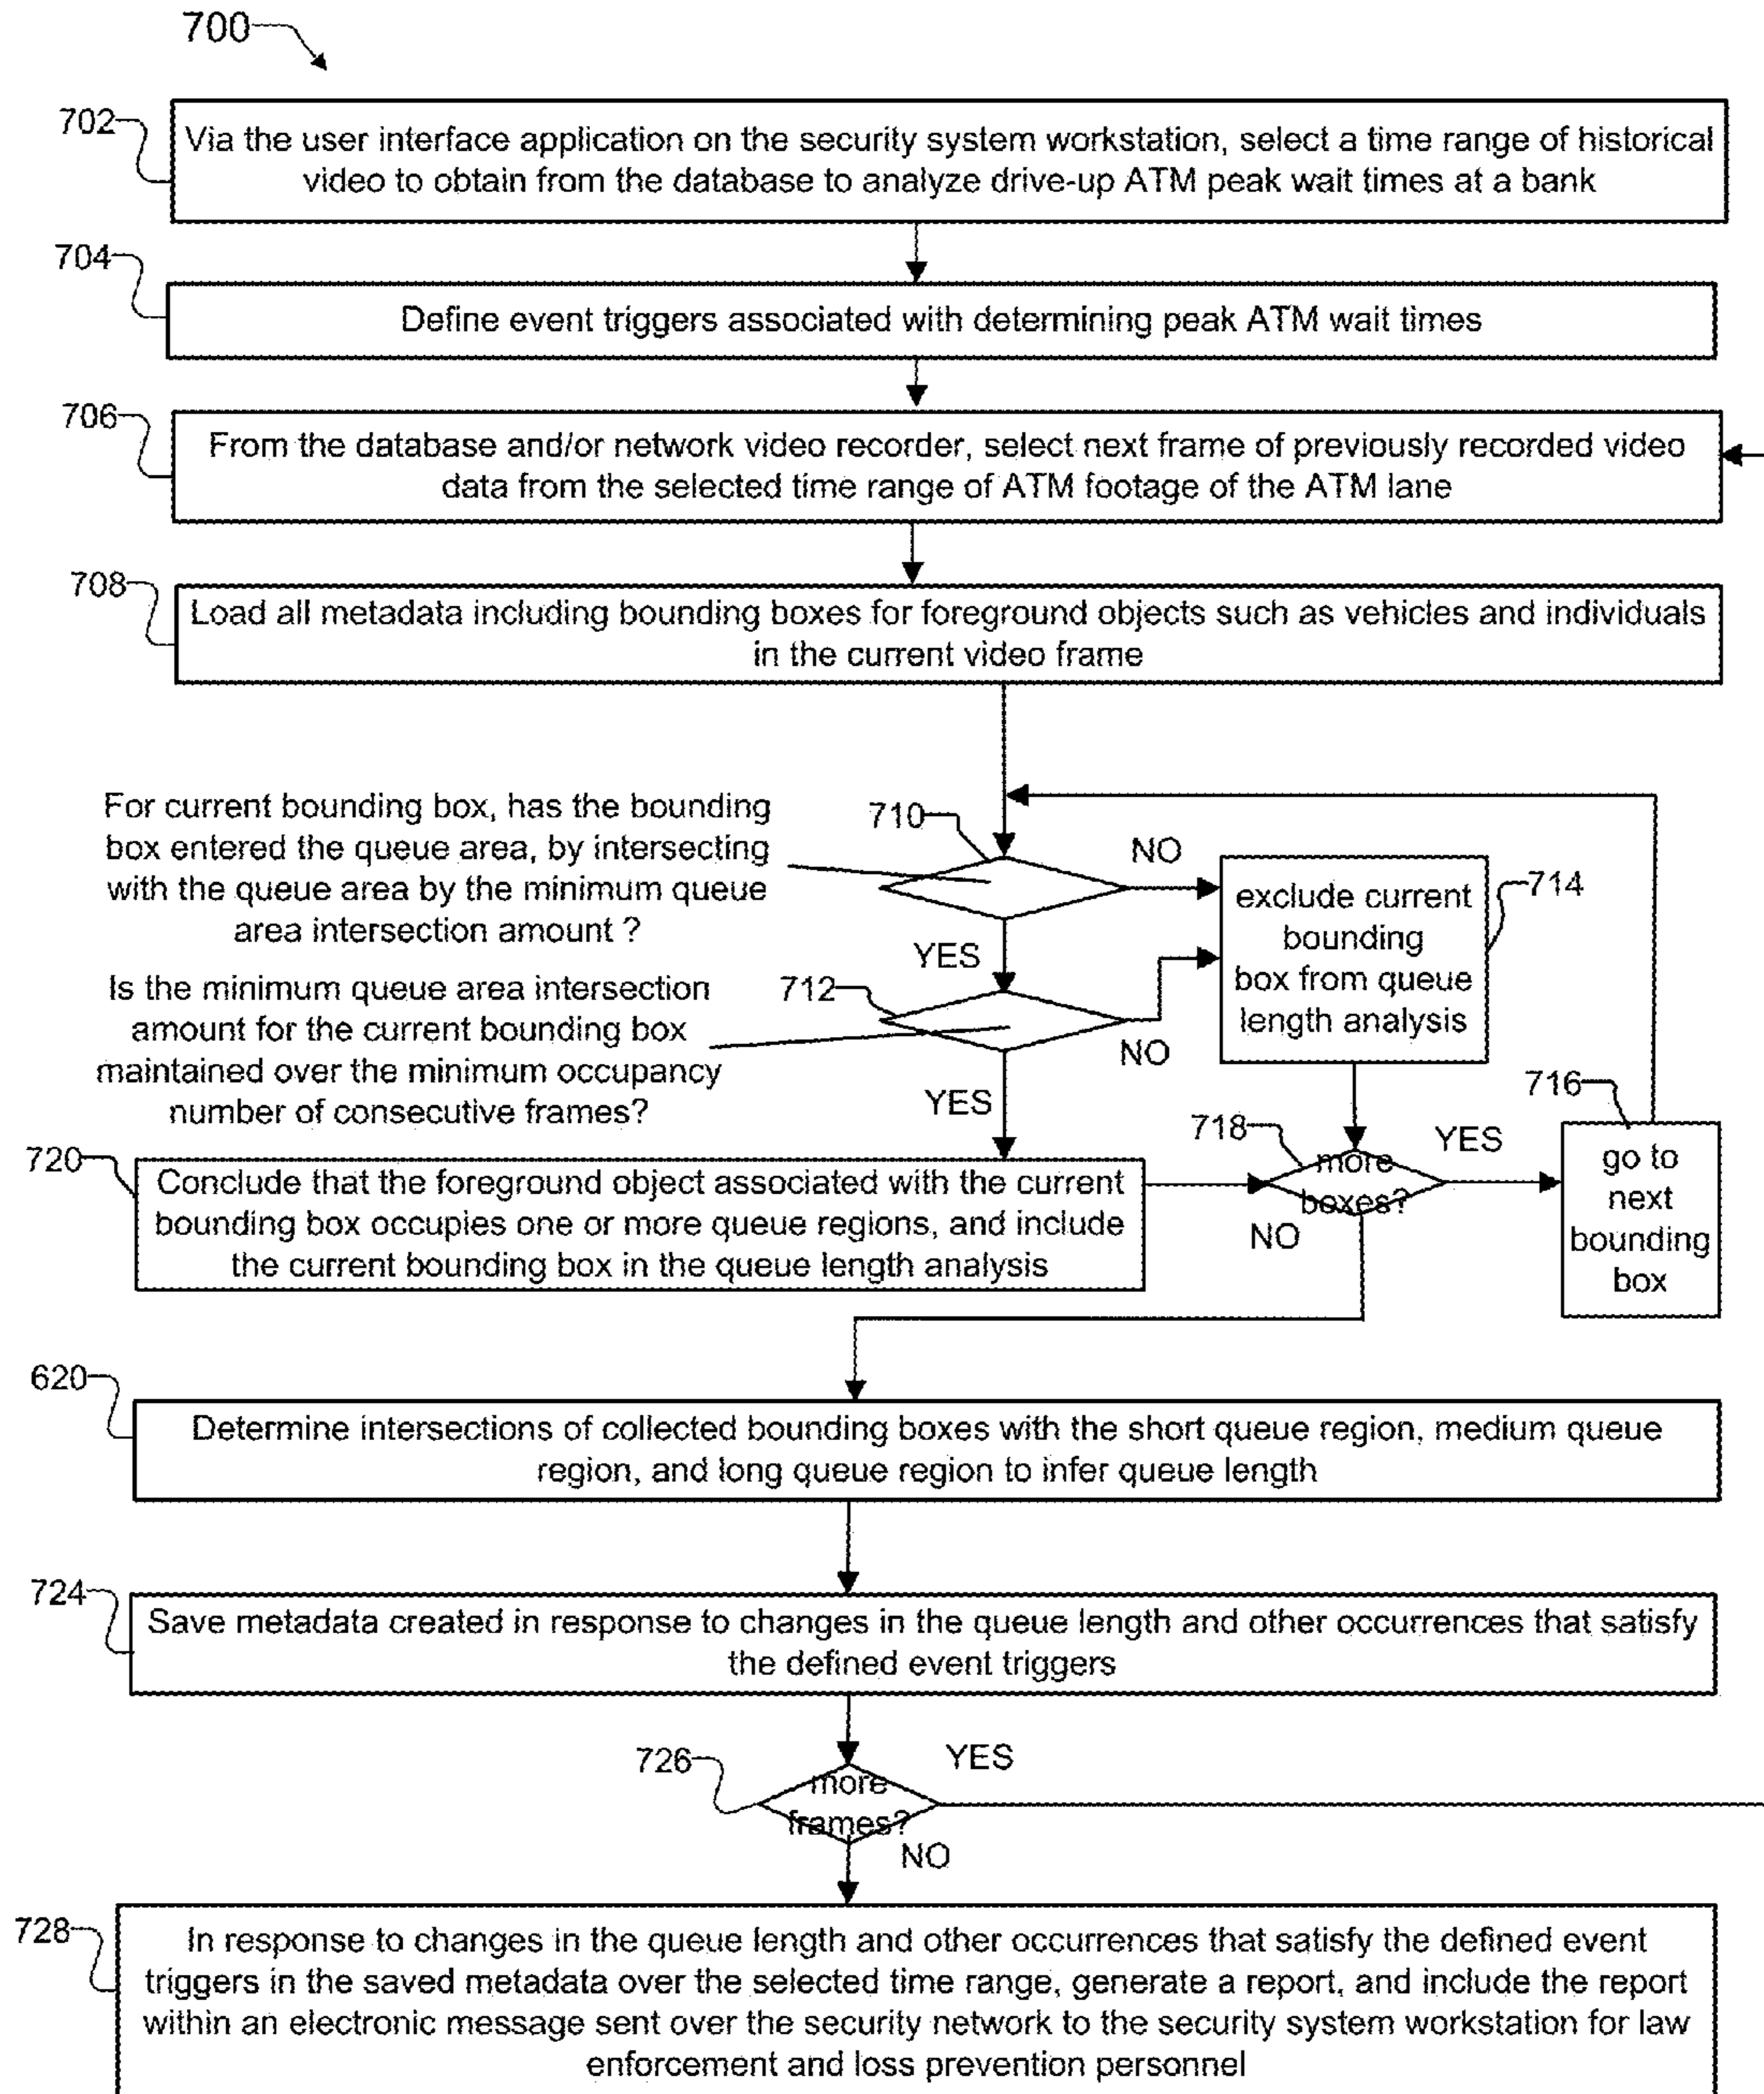 700
702
Via the user interface application on the security system workstation, select a time range of historical
video to obtain from the database to analyze drive-up ATM peak wait times at a bank
704
Define event triggers associated with determining peak ATM wait times
706
From the database and/or network video recorder, select next frame of previously recorded video
data from the selected time range of ATM footage of the ATM lane
708
Load all metadata including bounding boxes for foreground objects such as vehicles and individuals
in the current video frame
For current bounding box, has the bounding
box entered the queue area, by intersecting
with the queue area by the minimum queue
area intersection amount ?
710
NO
YES
exclude current
bounding
box from queue
length analysis
714
Is the minimum queue area intersection
amount for the current bounding box
maintained over the minimum occupancy
number of consecutive frames?
712
NO
YES
716
go to
next
bounding
box
718
more
boxes?
YES
NO
720
Conclude that the foreground object associated with the current
bounding box occupies one or more queue regions, and include
the current bounding box in the queue length analysis
620
Determine intersections of collected bounding boxes with the short queue region, medium queue
region, and long queue region to infer queue length
724
Save metadata created in response to changes in the queue length and other occurrences that satisfy
the defined event triggers
726
more
frames?
YES
NO
728
In response to changes in the queue length and other occurrences that satisfy the defined event
triggers in the saved metadata over the selected time range, generate a report, and include the report
within an electronic message sent over the security network to the security system workstation for law
enforcement and loss prevention personnel